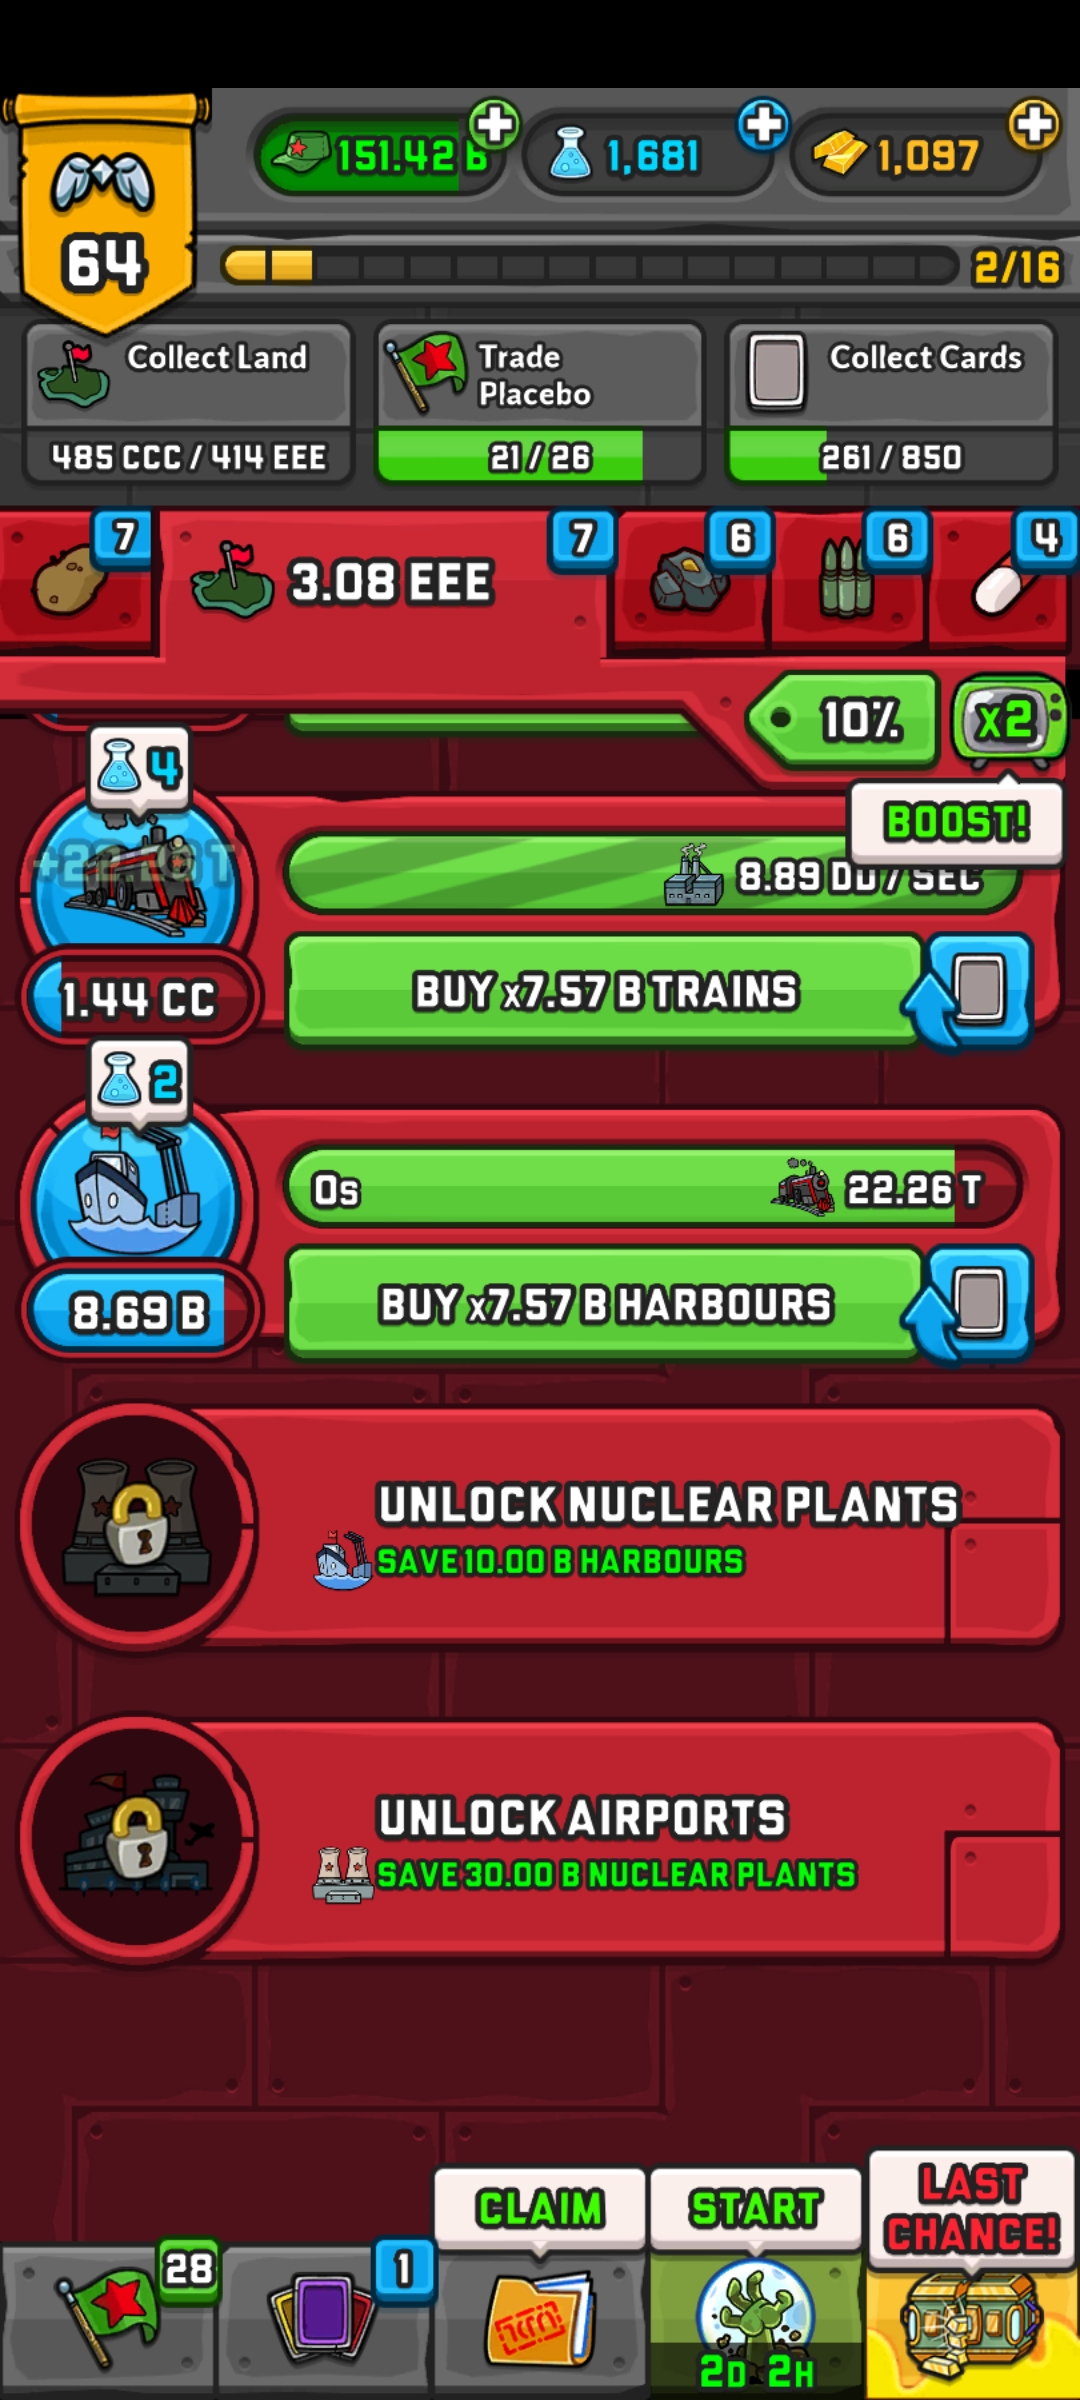 64
151.42 B
1,681
1,097
2/16
Collect Land
485 CCC / 414 EEE
Trade
Placebo
21 / 26
Collect Cards
261 / 850
7
3.08 EEE
7
6
6
4
10%
x2
BOOST!
4
+22.26 T
8.89 DD / SEC
1.44 CC
BUY x7.57 B TRAINS
2
0s
22.26 T
8.69 B
BUY x7.57 B HARBOURS
UNLOCK NUCLEAR PLANTS
SAVE 10.00 B HARBOURS
UNLOCK AIRPORTS
SAVE 30.00 B NUCLEAR PLANTS
28
1
CLAIM
START
2D 2H
LAST
CHANCE!